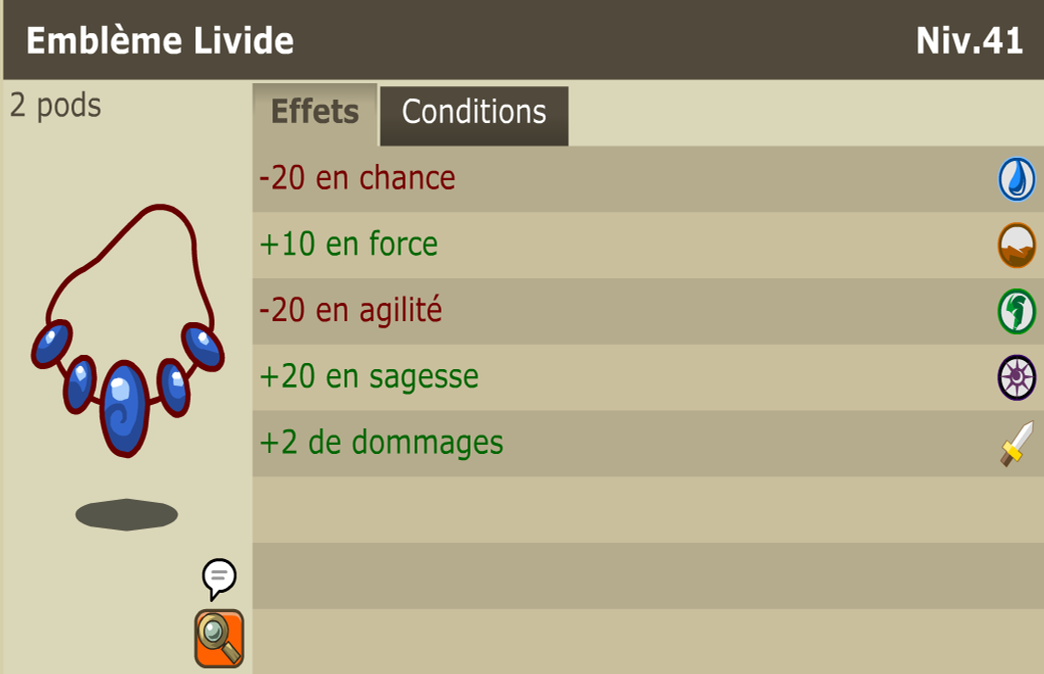 Emblème Livide
Niv.41
2 pods
Effets
Conditions
-20 en chance
+10 en force
-20 en agilité
+20 en sagesse
+2 de dommages